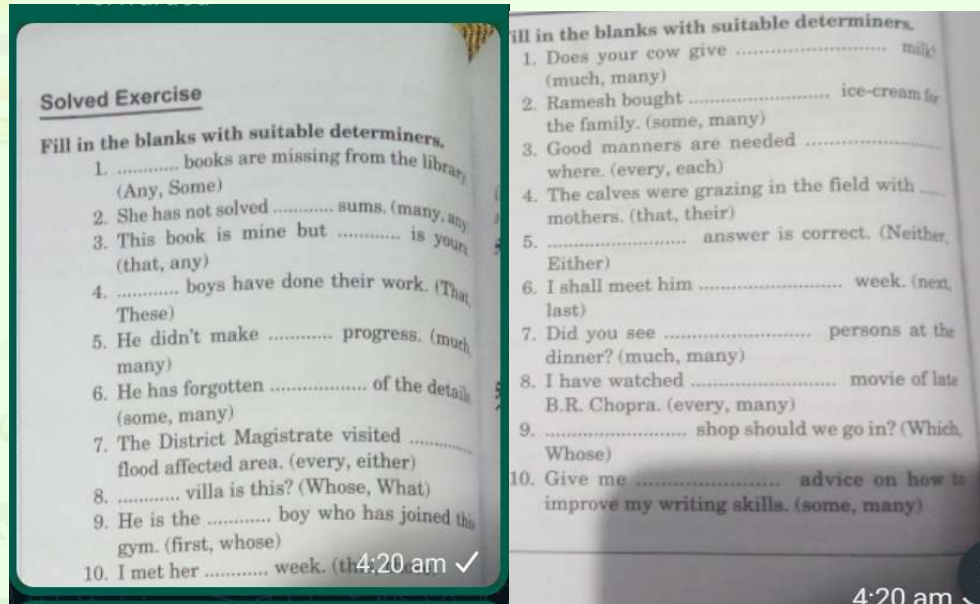 Solved Exercise
Fill in the blanks with suitable determiners.
1. ............ books are missing from the library.
(Any, Some)
2. She has not solved ............ sums. (many, any
3. This book is mine but ............ is yours
(that, any)
4. ............ boys have done their work. (That,
These)
5. He didn't make ............ progress. (much,
many)
6. He has forgotten .................. of the details
(some, many)
7. The District Magistrate visited ............
flood affected area. (every, either)
8. ............ villa is this? (Whose, What)
9. He is the ............ boy who has joined this
gym. (first, whose)
10. I met her ............ week.
4:20 am
ill in the blanks with suitable determiners.
1. Does your cow give .............................. milk?
(much, many)
2. Ramesh bought ............................ ice-cream for
the family. (some, many)
3. Good manners are needed ...........................
where. (every, each)
4. The calves were grazing in the field with .....
mothers. (that, their)
5. ............................ answer is correct. (Neither,
Either)
6. I shall meet him ............................ week. (next,
last)
7. Did you see ............................ persons at the
dinner? (much, many)
8. I have watched ............................ movie of late
B.R. Chopra. (every, many)
9. ............................ shop should we go in? (Which,
Whose)
10. Give me ............................ advice on how to
improve my writing skills. (some, many)
4:20 am